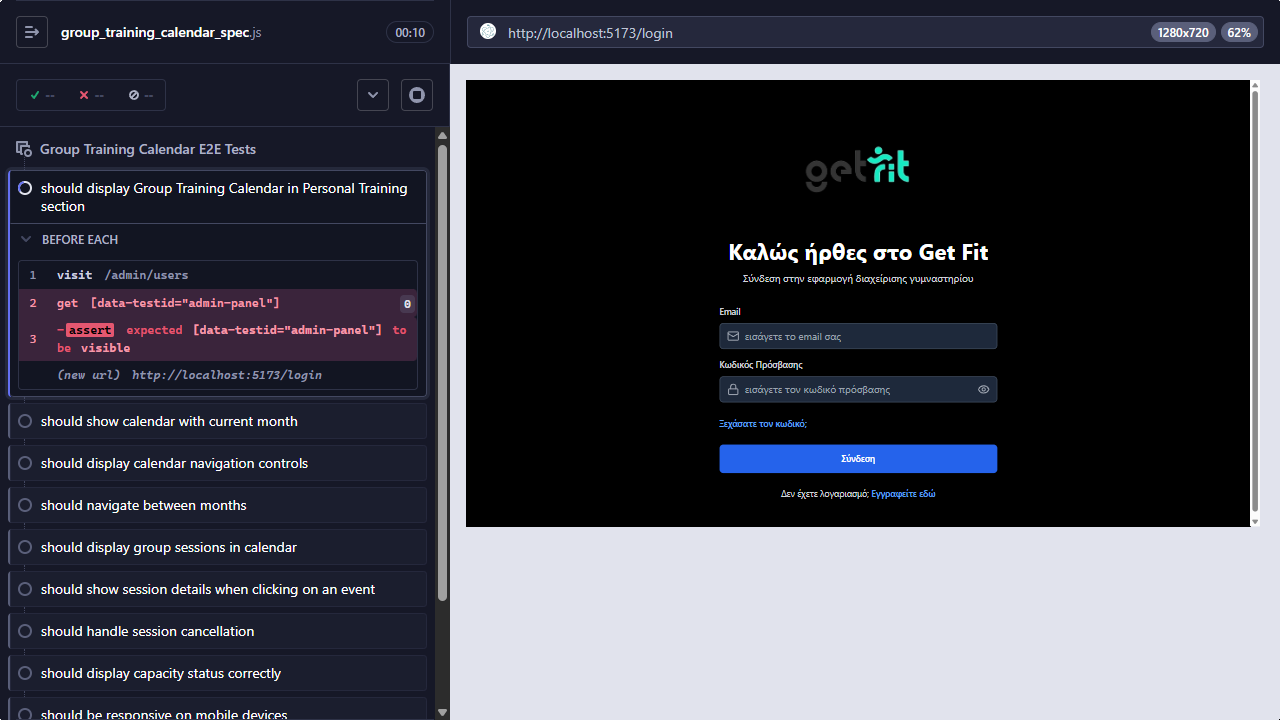 group_training_calendar_spec.js
00:10
-- -- --
Group Training Calendar E2E Tests
should display Group Training Calendar in Personal Training
section
BEFORE EACH
1 visit /admin/users
2 get [data-testid="admin-panel"] 0
3 -assert expected [data-testid="admin-panel"] to
be visible
(new url) http://localhost:5173/login
should show calendar with current month
should display calendar navigation controls
should navigate between months
should display group sessions in calendar
should show session details when clicking on an event
should handle session cancellation
should display capacity status correctly
should be responsive on mobile devices
http://localhost:5173/login
1280x720 62%
getfit
Καλώς ήρθες στο Get Fit
Σύνδεση στην εφαρμογή διαχείρισης γυμναστηρίου
Email
εισάγετε το email σας
Κωδικός Πρόσβασης
εισάγετε τον κωδικό πρόσβασης
Ξεχάσατε τον κωδικό;
Σύνδεση
Δεν έχετε λογαριασμό; Εγγραφείτε εδώ